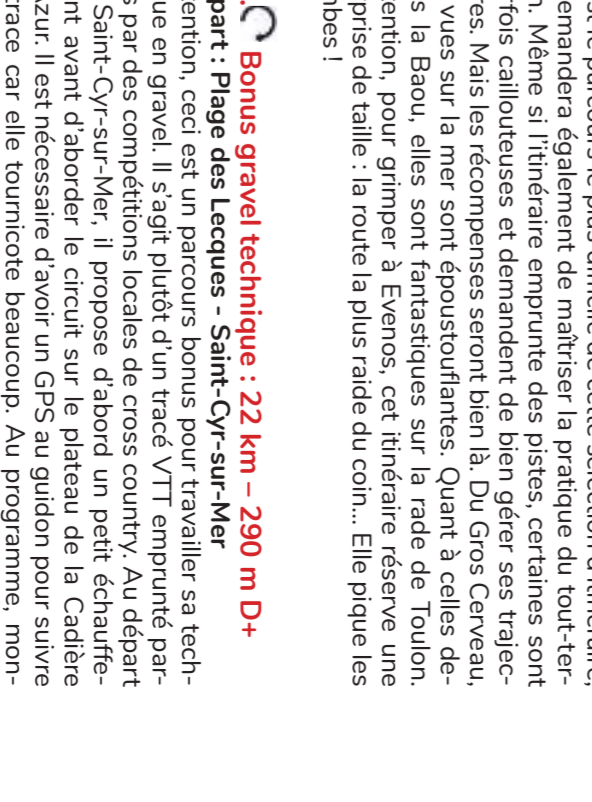 st le parcours le plus difficile de cette sélection d'itinéraire,
emandera également de maîtriser la pratique du tout-ter-
n. Même si l'itinéraire emprunte des pistes, certaines sont
fois caillouteuses et demandent de bien gérer ses trajec-
res. Mais les récompenses seront bien là. Du Gros Cerveau,
vues sur la mer sont époustouflantes. Quant à celles de-
s la Baou, elles sont fantastiques sur la rade de Toulon.
ention, pour grimper à Evenos, cet itinéraire réserve une
prise de taille : la route la plus raide du coin... Elle pique les
nbes !
Bonus gravel technique : 22 km – 290 m D+
part : Plage des Lecques - Saint-Cyr-sur-Mer
ention, ceci est un parcours bonus pour travailler sa tech-
ue en gravel. Il s'agit plutôt d'un tracé VTT emprunté par-
s par des compétitions locales de cross country. Au départ
Saint-Cyr-sur-Mer, il propose d'abord un petit échauffe-
nt avant d'aborder le circuit sur le plateau de la Cadière
Azur. Il est nécessaire d'avoir un GPS au guidon pour suivre
trace car elle tournicote beaucoup. Au programme, mon-